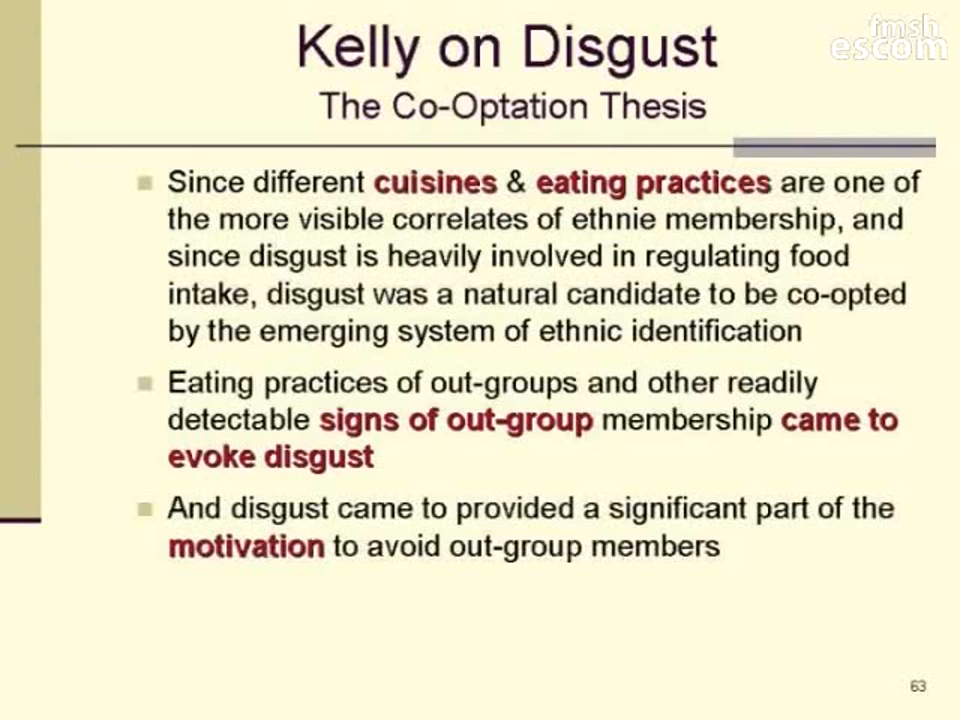 fmsh
escom
Kelly on Disgust
The Co-Optation Thesis
Since different cuisines & eating practices are one of
the more visible correlates of ethnie membership, and
since disgust is heavily involved in regulating food
intake, disgust was a natural candidate to be co-opted
by the emerging system of ethnic identification
Eating practices of out-groups and other readily
detectable signs of out-group membership came to
evoke disgust
And disgust came to provided a significant part of the
motivation to avoid out-group members
63